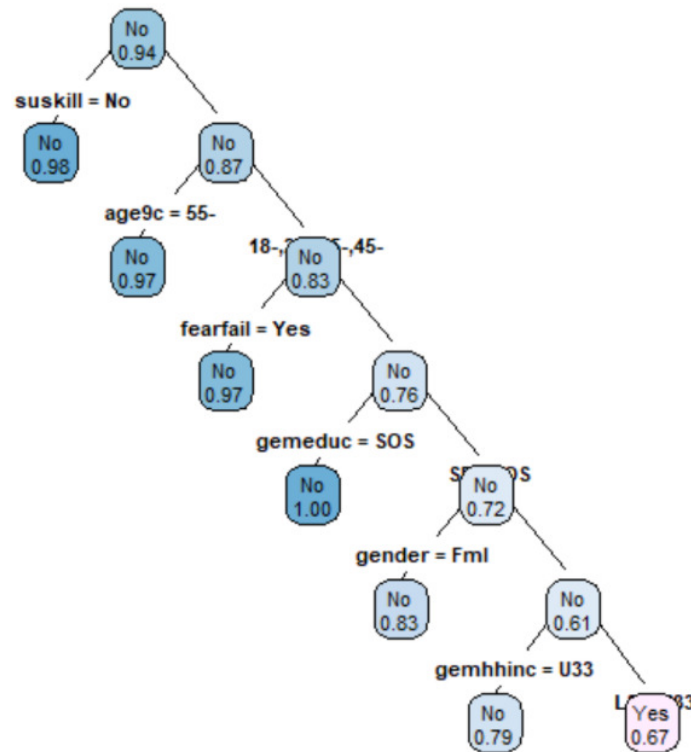 No
0.94
suskill = No
No
0.98
No
0.87
age9c = 55-
18-, ,45-
No
0.97
No
0.83
fearfail = Yes
No
0.97
No
0.76
gemeduc = SOS
No
1.00
No
0.72
gender = Fml
No
0.83
No
0.61
gemhhinc = U33
No
0.79
Yes
0.67